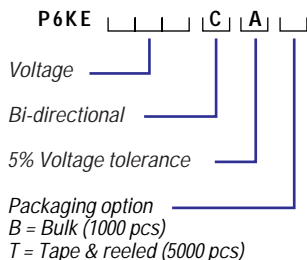 P6KE C A
Voltage
Bi-directional
5% Voltage tolerance
Packaging option
B = Bulk (1000 pcs)
T = Tape & reeled (5000 pcs)